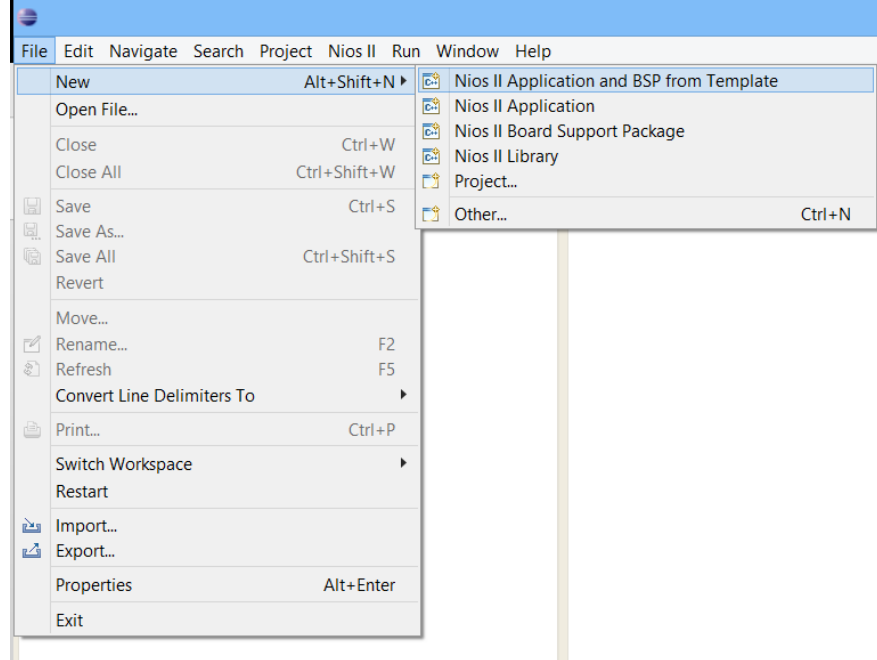 File Edit Navigate Search Project Nios II Run Window Help
New Alt+Shift+N
Open File...
Close Ctrl+W
Close All Ctrl+Shift+W
Save Ctrl+S
Save As...
Save All Ctrl+Shift+S
Revert
Move...
Rename... F2
Refresh F5
Convert Line Delimiters To
Print... Ctrl+P
Switch Workspace
Restart
Import...
Export...
Properties Alt+Enter
Exit
Nios II Application and BSP from Template
Nios II Application
Nios II Board Support Package
Nios II Library
Project...
Other... Ctrl+N